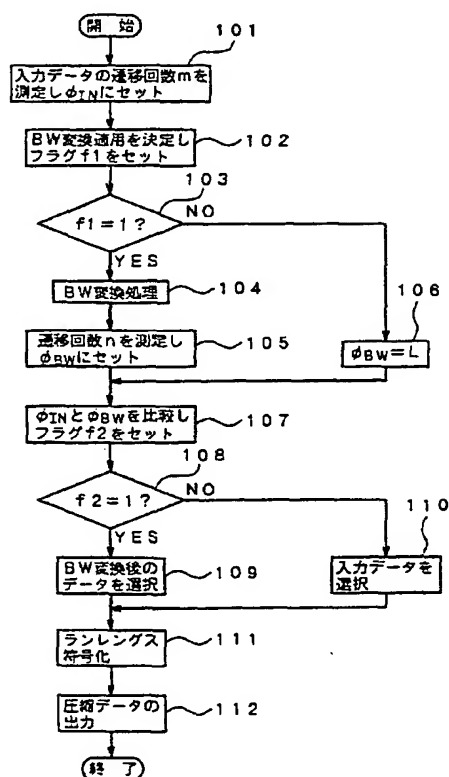 開 始
101
入力データの遷移回数mを
測定しφINにセット
BW変換適用を決定し
フラグf1をセット
102
103
f1=1?
NO
YES
BW変換処理
104
106
遷移回数nを測定し
φBWにセット
105
φBW=L
φINとφBWを比較し
フラグf2をセット
107
108
f2=1?
NO
110
YES
BW変換後の
データを選択
109
入力データを
選択
ランレングス
符号化
111
圧縮データの
出力
112
終 了